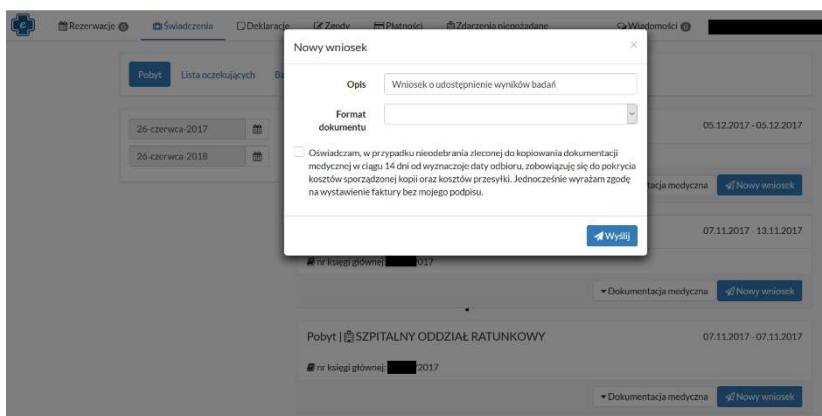 Rezerwacje
Świadczenia
Deklaracje
Zgody
Płatności
Zdarzenia niepożądane
Wiadomości
Nowy wniosek
×
Pobyt
Lista oczekujących
Opis
Wniosek o udostępnienie wyników badań
Format
dokumentu
26-czerwca-2017
26-czerwca-2018
05.12.2017 - 05.12.2017
Oświadczam, w przypadku nieodebrania zleconej do kopiowania dokumentacji
medycznej w ciągu 14 dni od wyznaczoje daty odbioru, zobowiązuję się do pokrycia
kosztów sporządzonej kopii oraz kosztów przesyłki. Jednocześnie wyrażam zgodę
na wystawienie faktury bez mojego podpisu.
tacja medyczna
Nowy wniosek
Wyślij
07.11.2017 - 13.11.2017
nr księgi głównej: 017
Dokumentacja medyczna
Nowy wniosek
Pobyt | SZPITALNY ODDZIAŁ RATUNKOWY
07.11.2017 - 07.11.2017
nr księgi głównej: /2017
Dokumentacja medyczna
Nowy wniosek